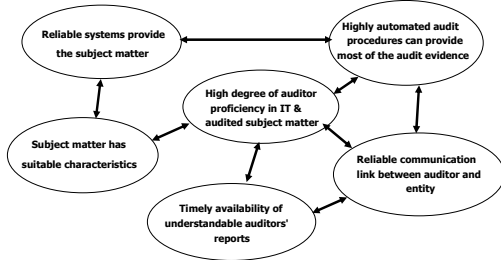 Reliable systems provide
the subject matter
Highly automated audit
procedures can provide
most of the audit evidence
High degree of auditor
proficiency in IT &
audited subject matter
Subject matter has
suitable characteristics
Reliable communication
link between auditor and
entity
Timely availability of
understandable auditors'
reports